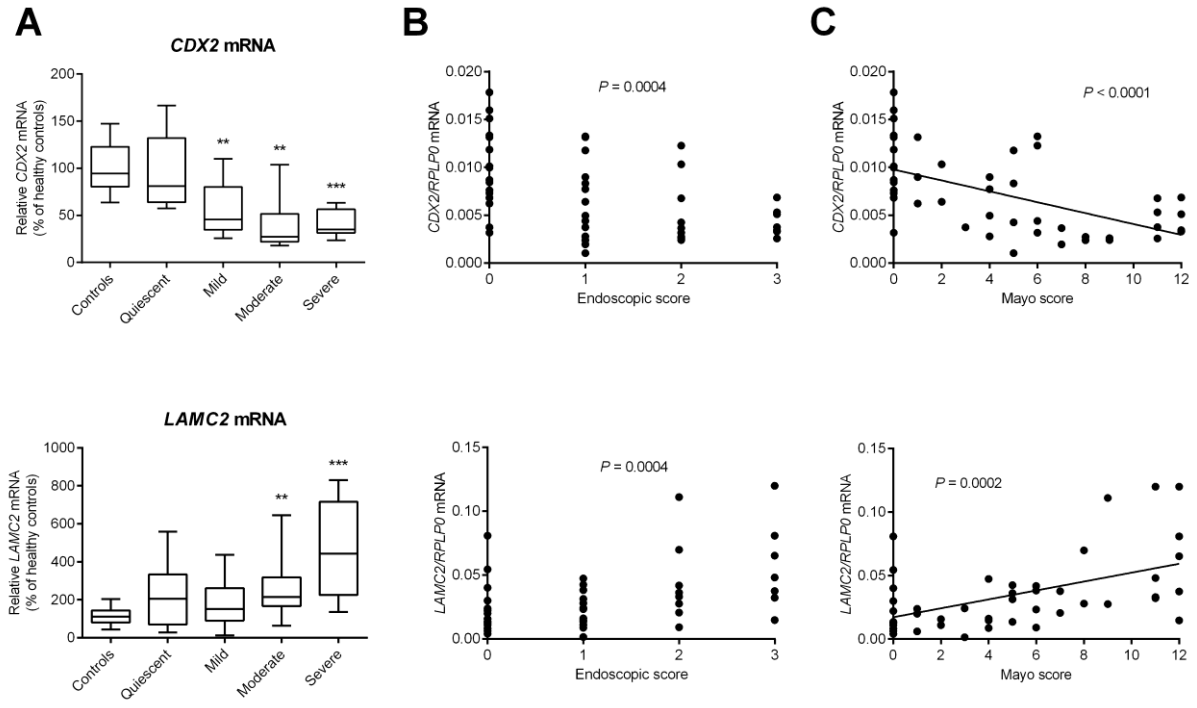 A
B
C
CDX2 mRNA
Relative CDX2 mRNA
(% of healthy controls)
200
150
100
50
0
**
**
***
Controls
Quiescent
Mild
Moderate
Severe
CDX2/RPLP0 mRNA
0.020
0.015
0.010
0.005
0.000
P = 0.0004
0
1
2
3
Endoscopic score
CDX2/RPLP0 mRNA
0.020
0.015
0.010
0.005
0.000
P < 0.0001
0
2
4
6
8
10
12
Mayo score
LAMC2 mRNA
Relative LAMC2 mRNA
(% of healthy controls)
1000
800
600
400
200
0
**
***
Controls
Quiescent
Mild
Moderate
Severe
LAMC2/RPLP0 mRNA
0.15
0.10
0.05
0.00
P = 0.0004
0
1
2
3
Endoscopic score
LAMC2/RPLP0 mRNA
0.15
0.10
0.05
0.00
P = 0.0002
0
2
4
6
8
10
12
Mayo score